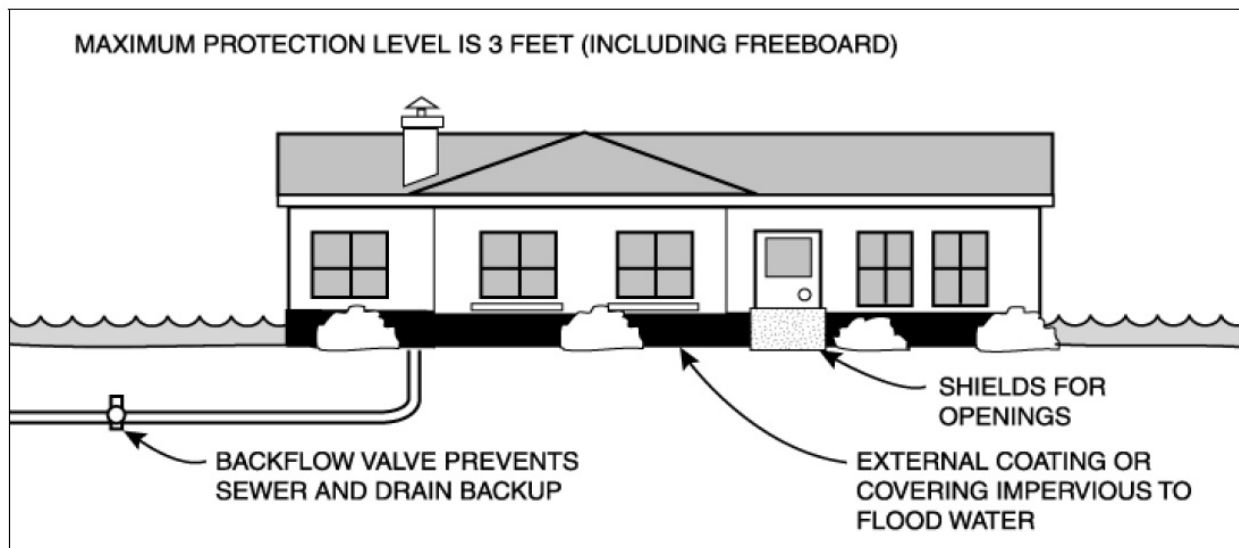 MAXIMUM PROTECTION LEVEL IS 3 FEET (INCLUDING FREEBOARD)
SHIELDS FOR
OPENINGS
BACKFLOW VALVE PREVENTS
SEWER AND DRAIN BACKUP
EXTERNAL COATING OR
COVERING IMPERVIOUS TO
FLOOD WATER